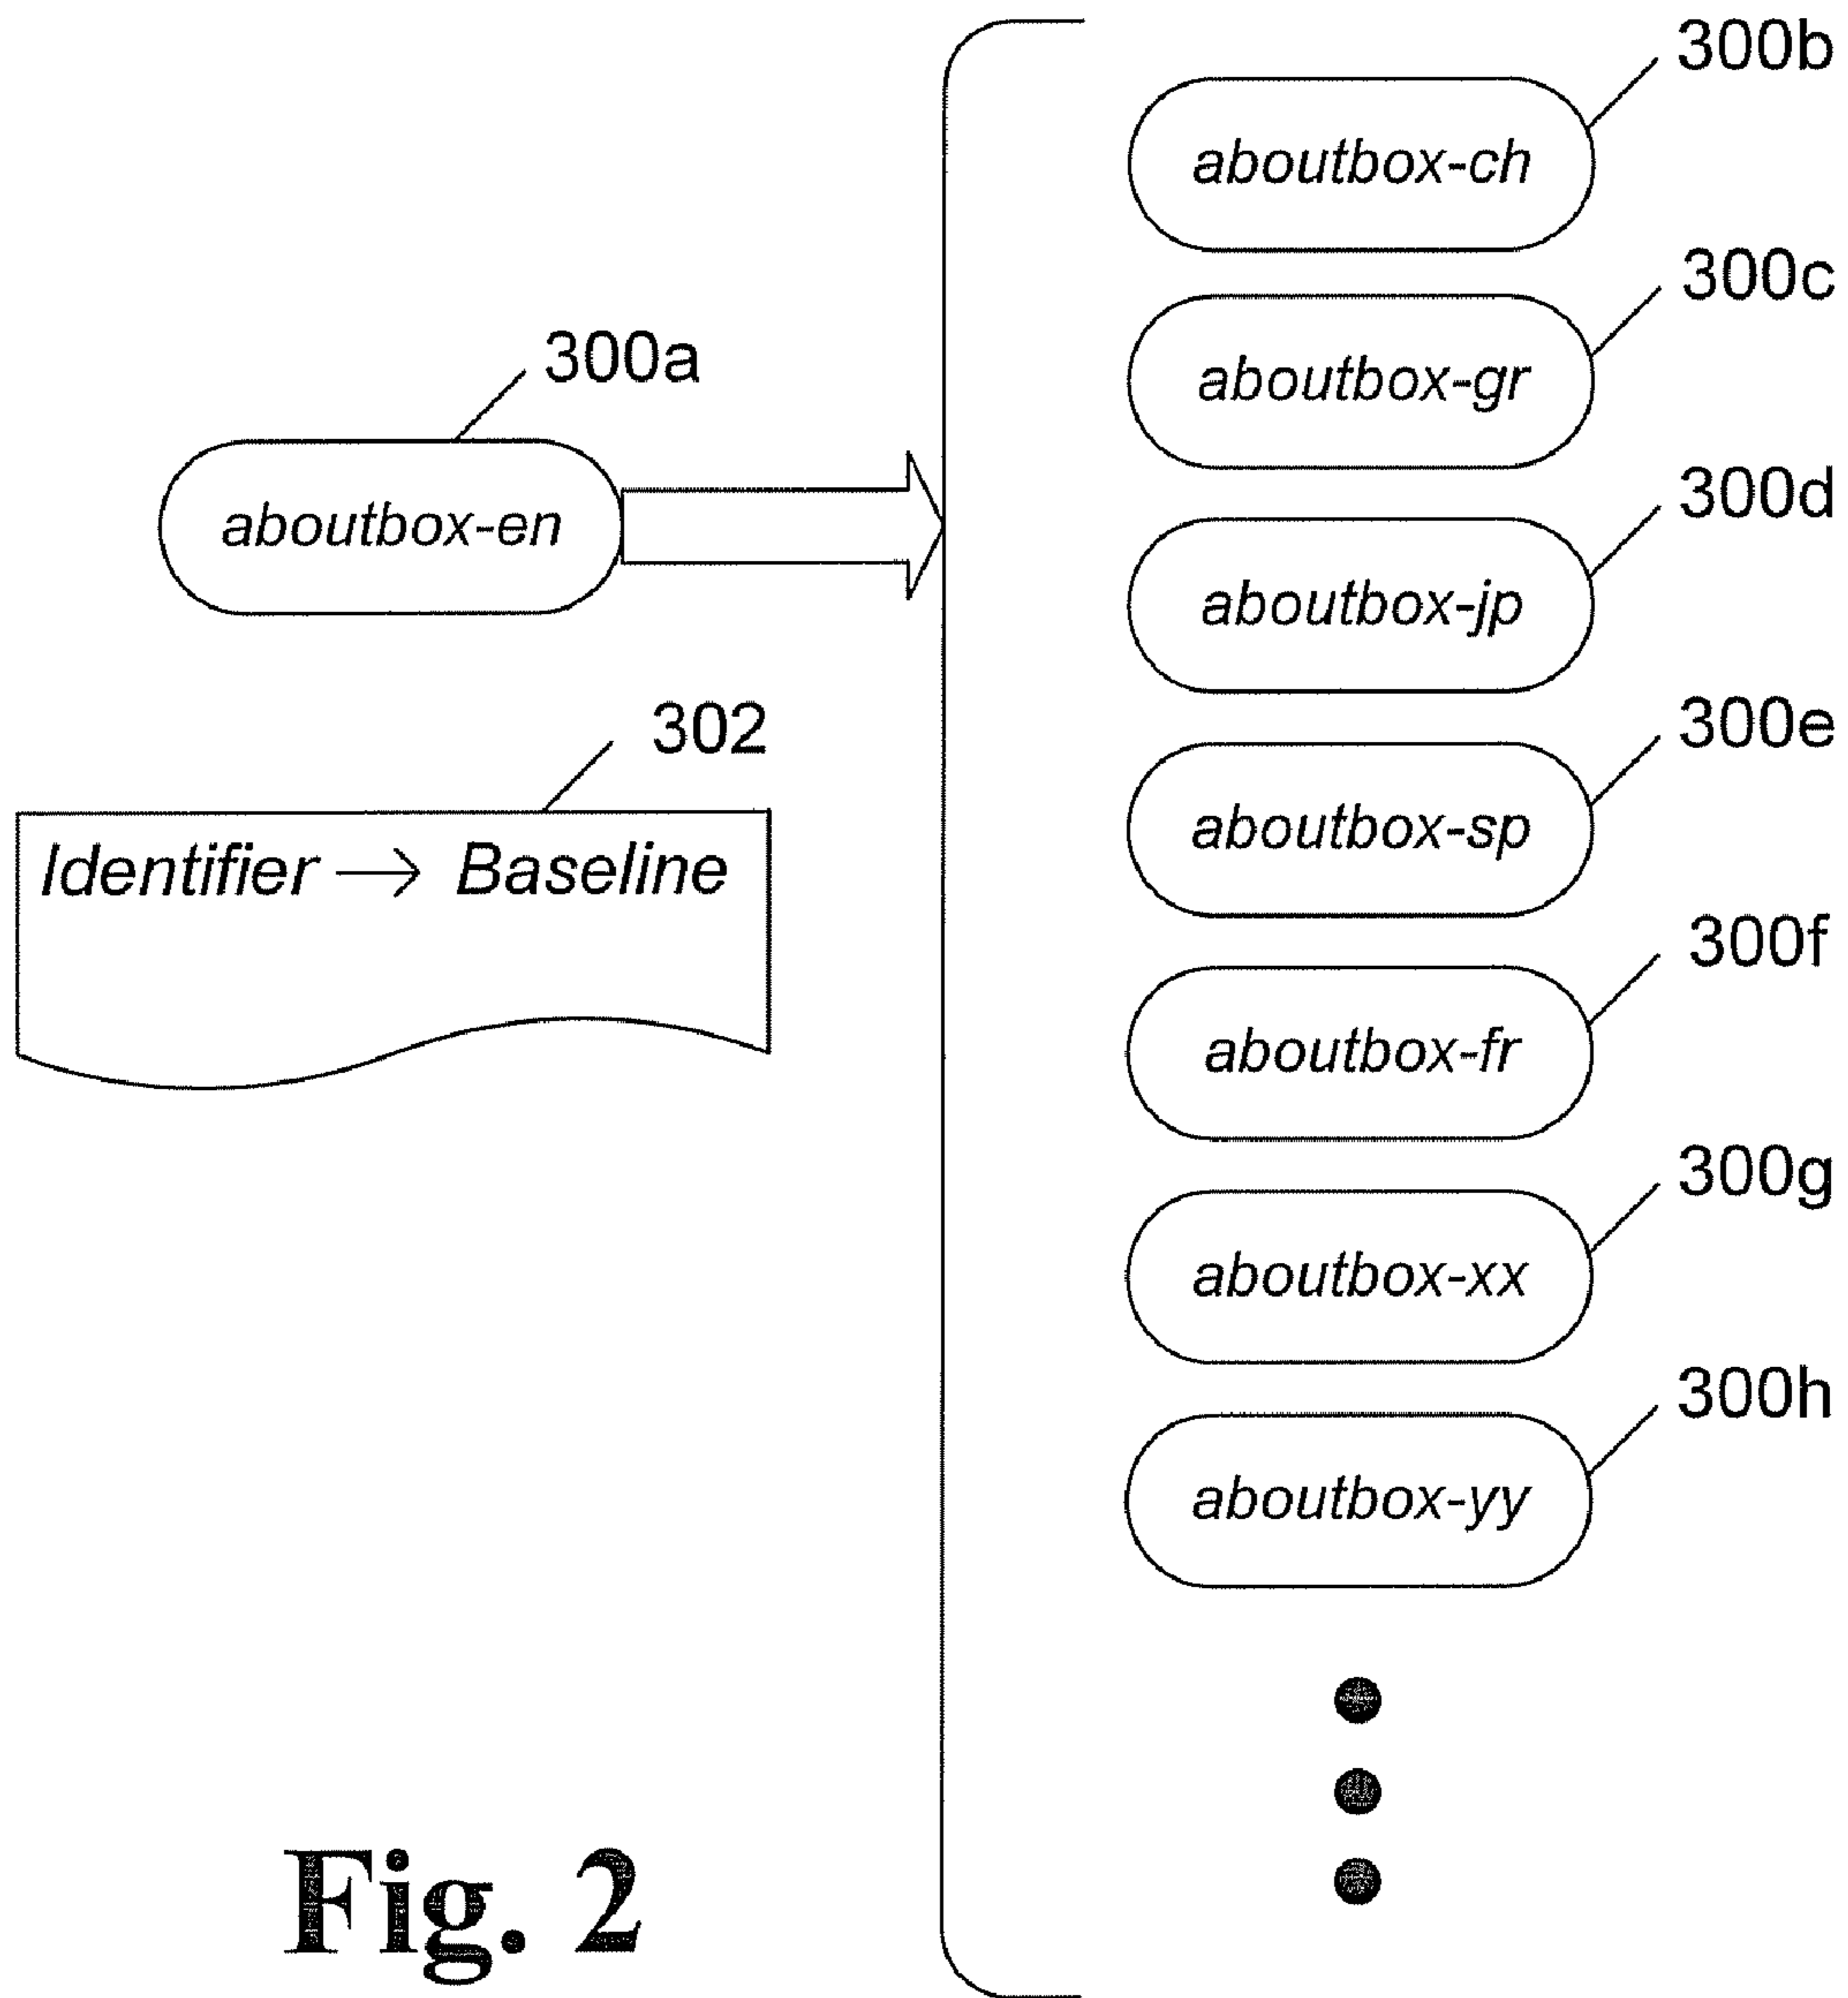 300a
aboutbox-en
302
Identifier → Baseline
300b
aboutbox-ch
300c
aboutbox-gr
300d
aboutbox-jp
300e
aboutbox-sp
300f
aboutbox-fr
300g
aboutbox-xx
300h
aboutbox-yy
Fig. 2